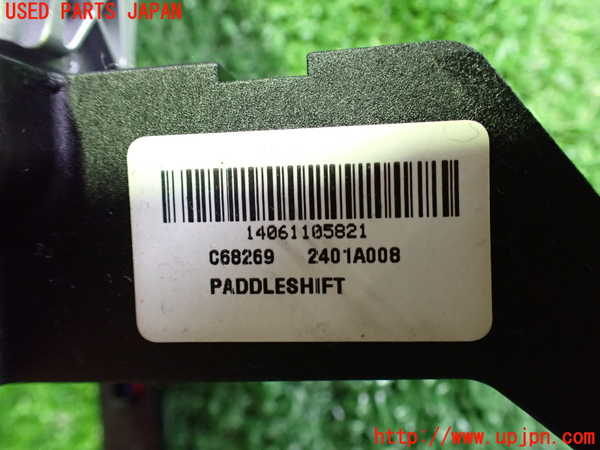 USED PARTS JAPAN
14061105821
C68269 2401A008
PADDLESHIFT
http://www.upjpn.com/